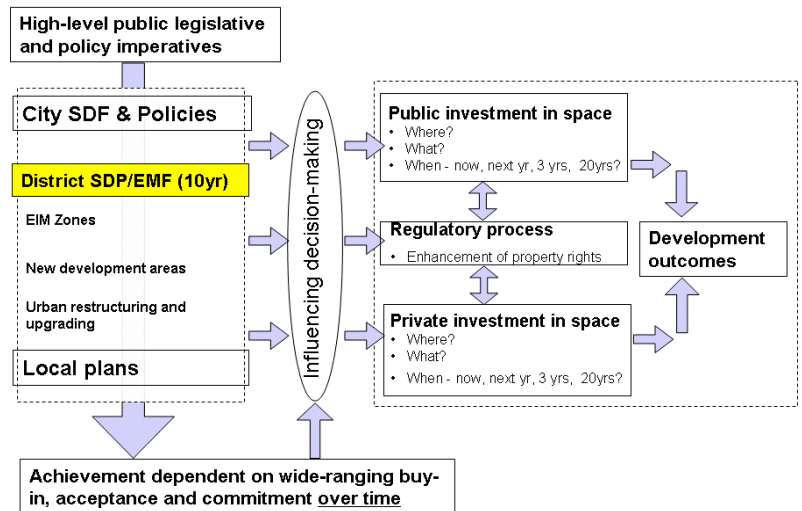 High-level public legislative
and policy imperatives
City SDF & Policies
District SDP/EMF (10yr)
EIM Zones
New development areas
Urban restructuring and
upgrading
Local plans
Influencing decision-making
Public investment in space
• Where?
• What?
• When - now, next yr, 3 yrs, 20yrs?
Regulatory process
• Enhancement of property rights
Private investment in space
• Where?
• What?
• When - now, next yr, 3 yrs, 20yrs?
Development
outcomes
Achievement dependent on wide-ranging buy-
in, acceptance and commitment over time